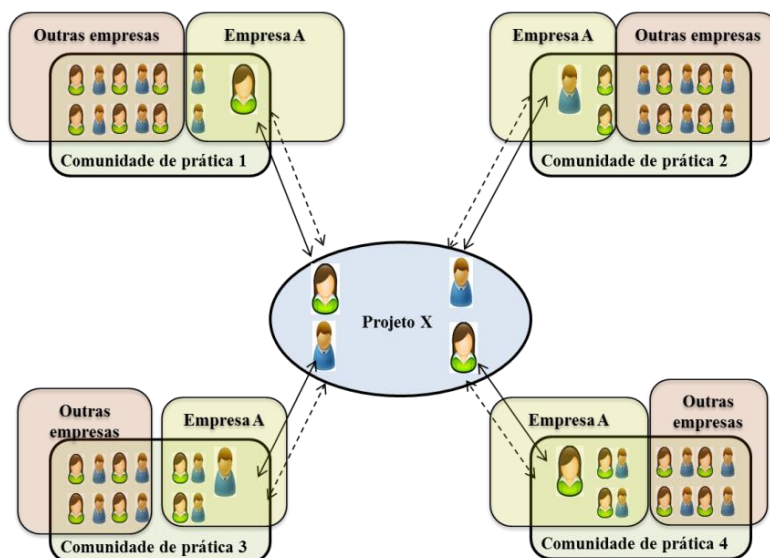 Outras empresas
Empresa A
Comunidade de prática 1
Empresa A
Outras empresas
Comunidade de prática 2
Projeto X
Outras
empresas
Empresa A
Comunidade de prática 3
Empresa A
Outras
empresas
Comunidade de prática 4